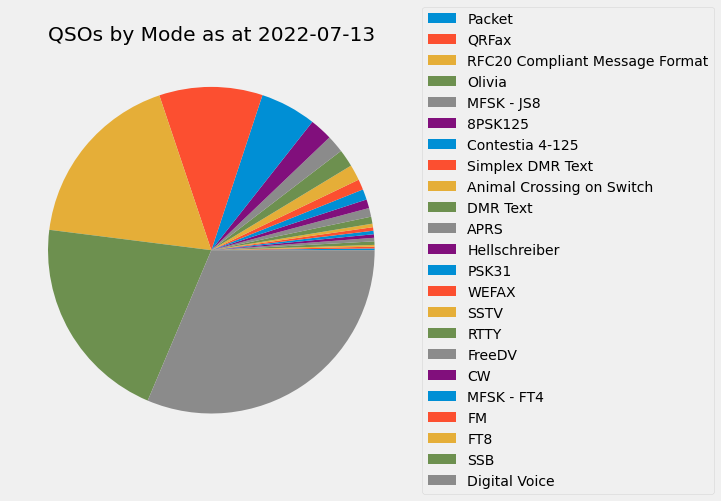 QSOs by Mode as at 2022-07-13
Packet
QRFax
RFC20 Compliant Message Format
Olivia
MFSK - JS8
8PSK125
Contestia 4-125
Simplex DMR Text
Animal Crossing on Switch
DMR Text
APRS
Hellschreiber
PSK31
WEFAX
SSTV
RTTY
FreeDV
CW
MFSK - FT4
FM
FT8
SSB
Digital Voice